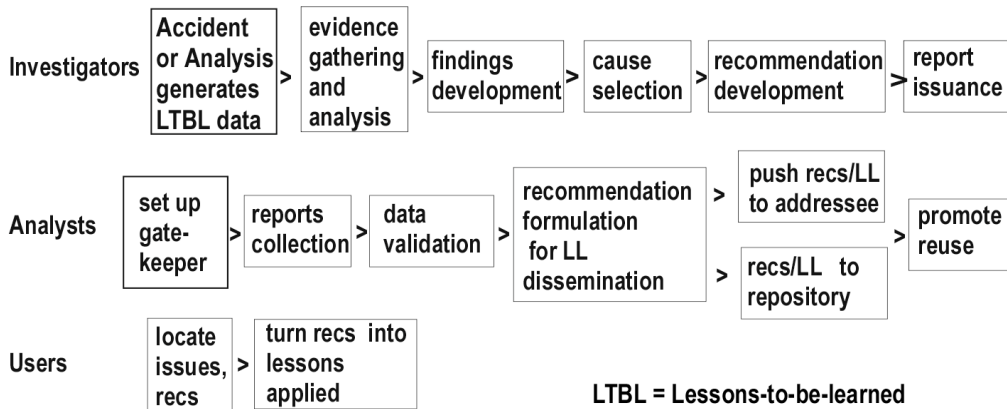 Investigators
Accident
or Analysis
generates
LTBL data
>
evidence
gathering
and
analysis
>
findings
development
>
cause
selection
>
recommendation
development
>
report
issuance
Analysts
set up
gate-
keeper
>
reports
collection
>
data
validation
>
recommendation
formulation
for LL
dissemination
>
push recs/LL
to addressee
>
recs/LL to
repository
>
promote
reuse
Users
locate
issues,
recs
>
turn recs into
lessons
applied
LTBL = Lessons-to-be-learned